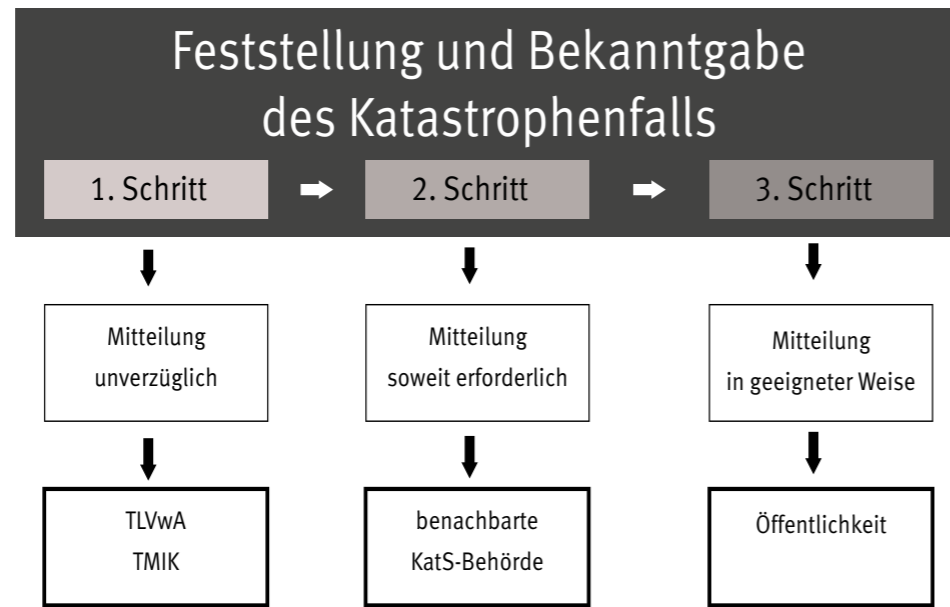 Feststellung und Bekanntgabe
des Katastrophenfalls
1. Schritt
2. Schritt
3. Schritt
Mitteilung
unverzüglich
Mitteilung
soweit erforderlich
Mitteilung
in geeigneter Weise
TLVwA
TMIK
benachbarte
KatS-Behörde
Öffentlichkeit